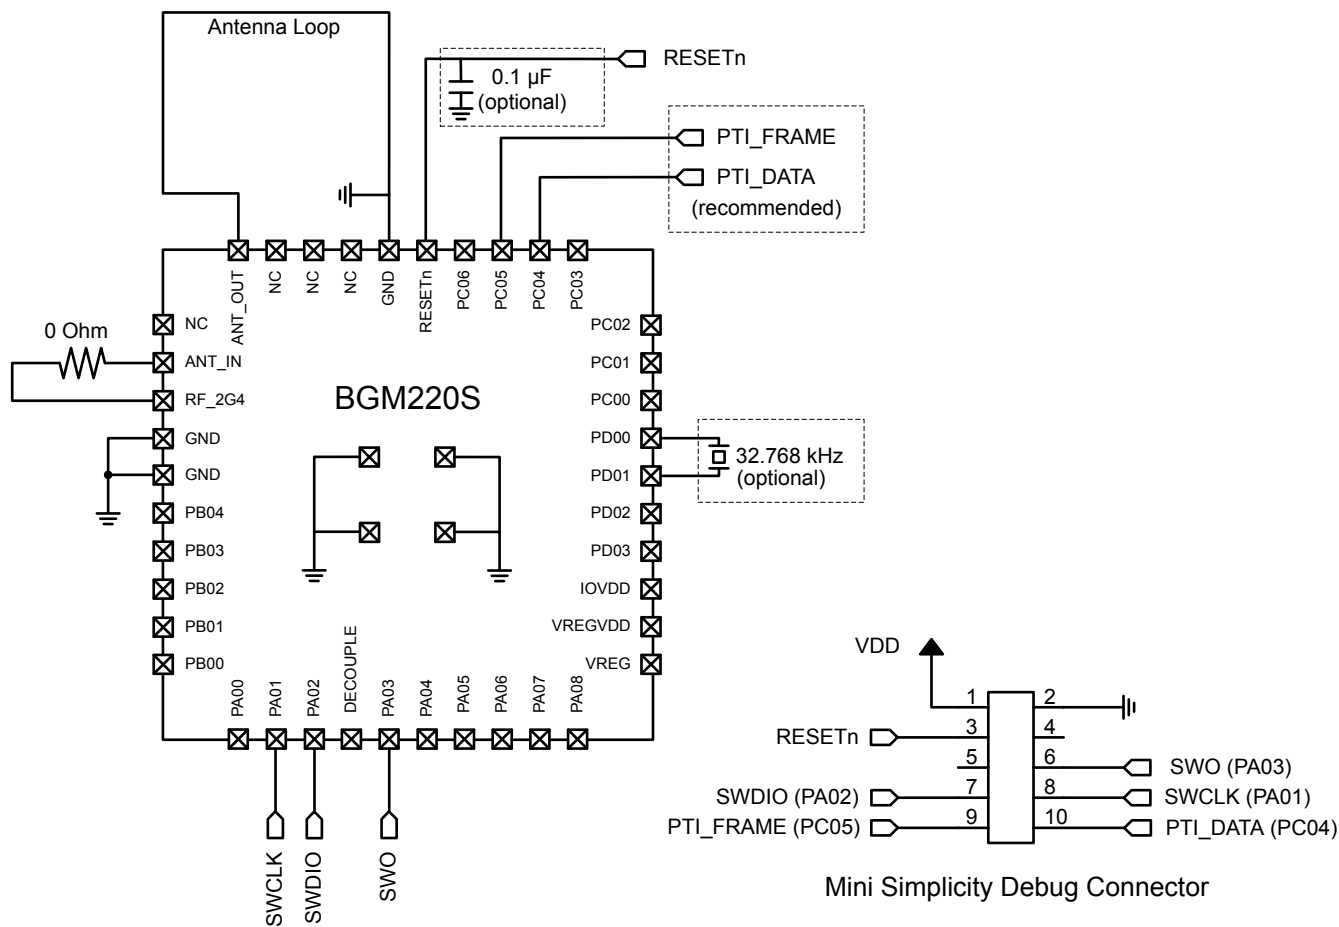 Antenna Loop
RESETn
0.1 µF
(optional)
PTI_FRAME
PTI_DATA
(recommended)
ANT_OUT
NC
NC
NC
GND
RESETn
PC06
PC05
PC04
PC03
0 Ohm
NC
ANT_IN
RF_2G4
GND
GND
PB04
PB03
PB02
PB01
PB00
BGM220S
PC02
PC01
PC00
PD00
PD01
PD02
PD03
IOVDD
VREGVDD
VREG
32.768 kHz
(optional)
PA00
PA01
PA02
DECOUPLE
PA03
PA04
PA05
PA06
PA07
PA08
SWCLK
SWDIO
SWO
VDD
1 2
RESETn 3 4
5 6 SWO (PA03)
SWDIO (PA02) 7 8 SWCLK (PA01)
PTI_FRAME (PC05) 9 10 PTI_DATA (PC04)
Mini Simplicity Debug Connector